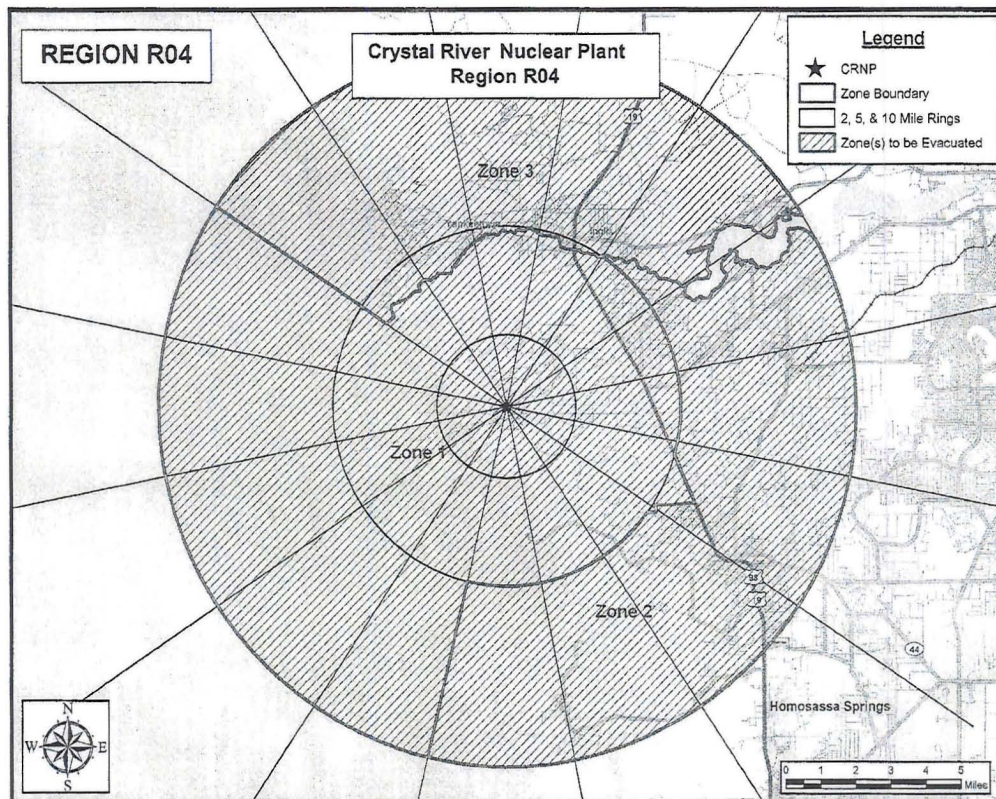 REGION R04
Crystal River Nuclear Plant
Region R04
Legend
CRNP
Zone Boundary
2, 5, & 10 Mile Rings
Zone(s) to be Evacuated
19
Zone 3
Yankeetown
Inglis
Zone 1
Zone 2
98
19
44
Homosassa Springs
N
W E
S
0 1 2 3 4 5
Miles